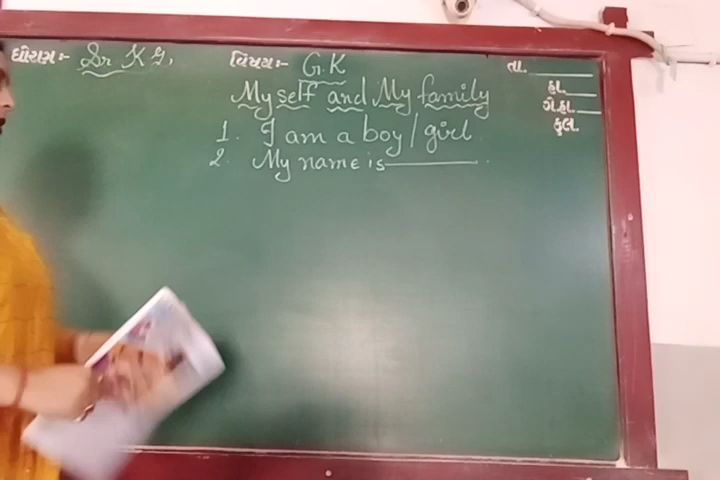 ધોરણ:- Sr K G. વિષય:- G.K તા.
હા.
My self and My family ગે.હા.
કુલ.
1. I am a boy/girl
2. My name is .